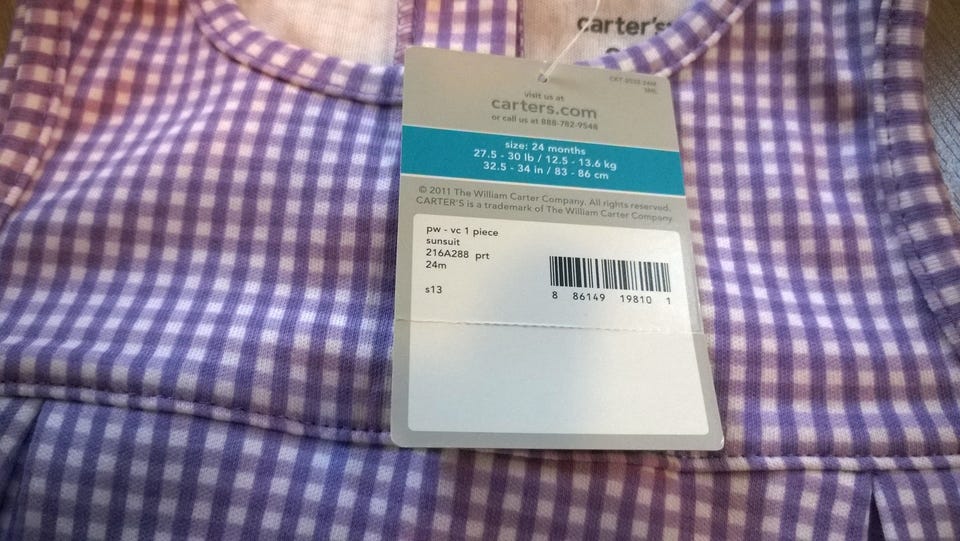 carter's
CRT-0555 24M
visit us at
carters.com
or call us at 888-782-9548
size: 24 months
27.5 - 30 lb / 12.5 - 13.6 kg
32.5 - 34 in / 83 - 86 cm
© 2011 The William Carter Company. All rights reserved.
CARTER'S is a trademark of The William Carter Company
pw - vc 1 piece
sunsuit
216A288 prt
24m
s13
8 86149 19810 1